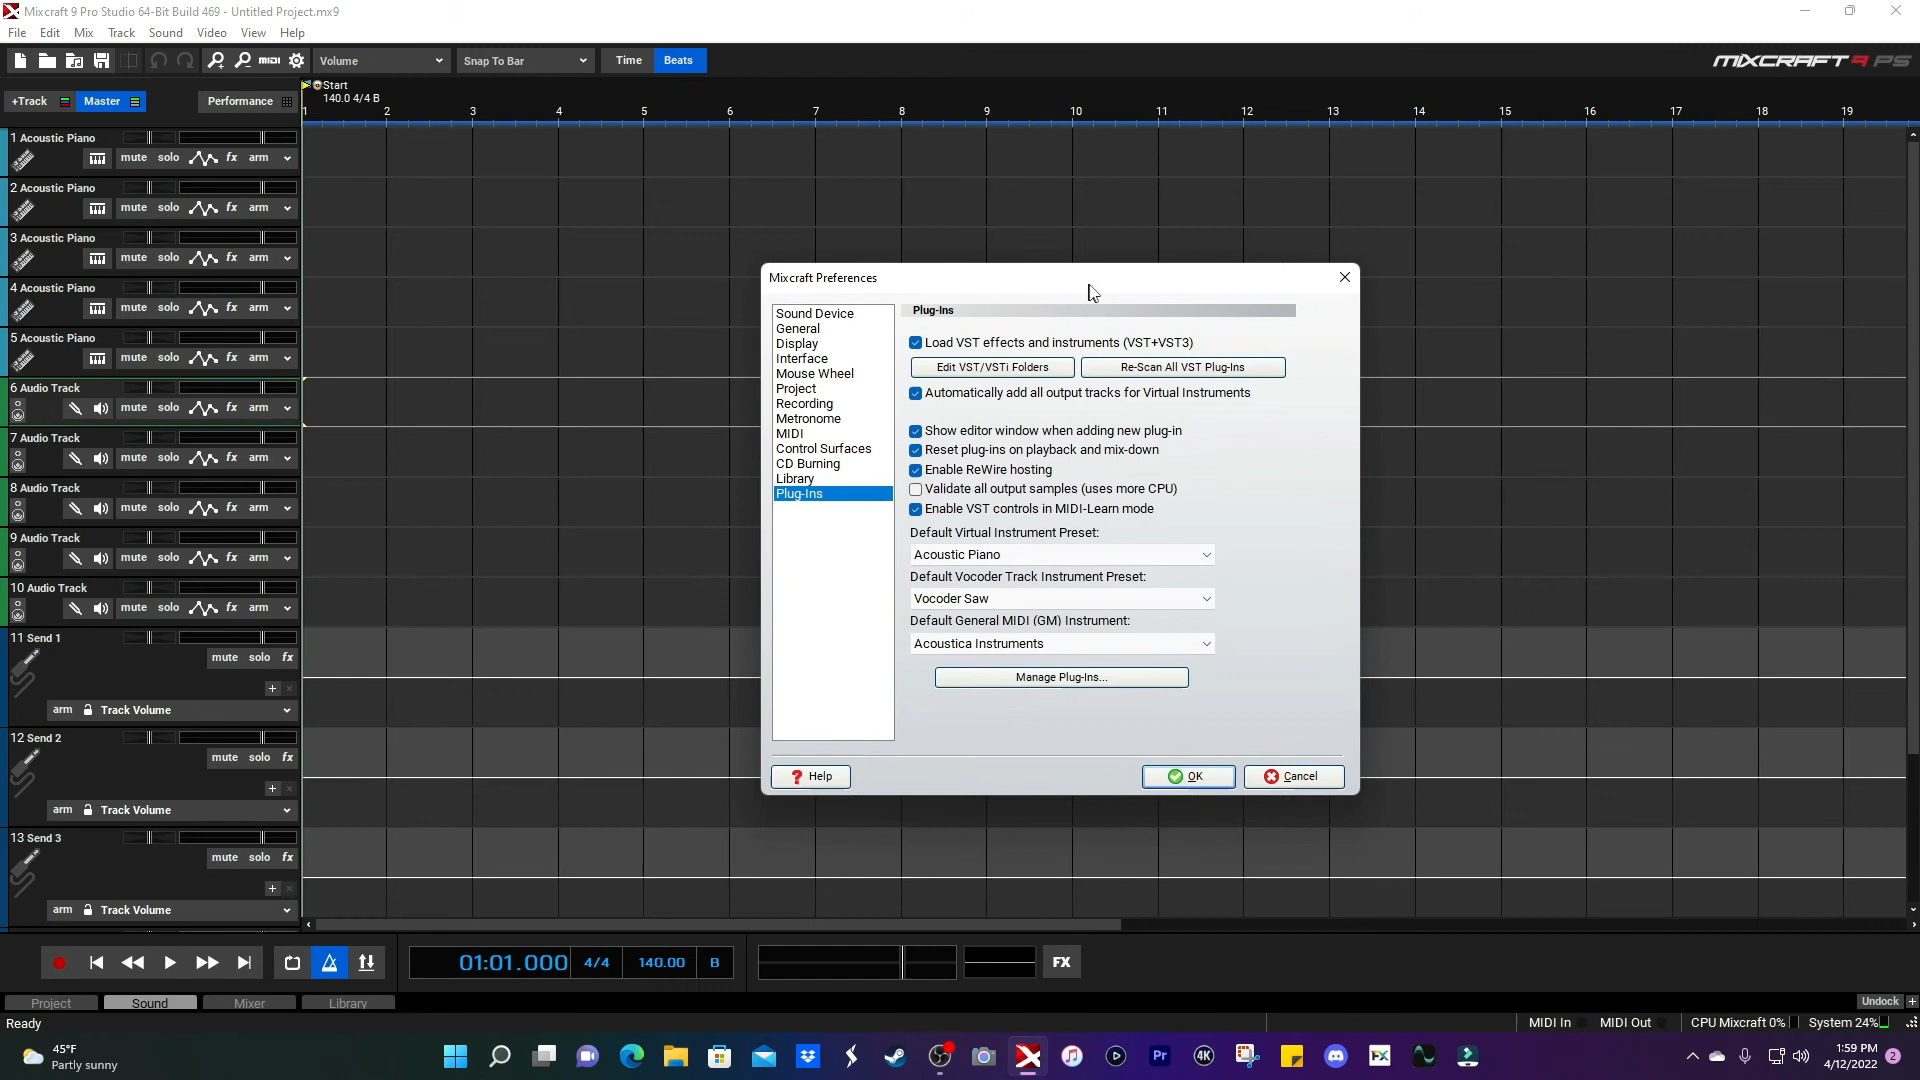 Mixcraft 9 Pro Studio 64-Bit Build 469 - Untitled Project.mx9
File Edit Mix Track Sound Video View Help
MIDI Volume Snap To Bar Time Beats MIXCRAFT 9 PS
Start
140.0 4/4 B
+Track Master Performance
1 2 3 4 5 6 7 8 9 10 11 12 13 14 15 16 17 18 19
1 Acoustic Piano
mute solo fx arm
2 Acoustic Piano
mute solo fx arm
3 Acoustic Piano
mute solo fx arm
4 Acoustic Piano
mute solo fx arm
5 Acoustic Piano
mute solo fx arm
6 Audio Track
mute solo fx arm
7 Audio Track
mute solo fx arm
8 Audio Track
mute solo fx arm
9 Audio Track
mute solo fx arm
10 Audio Track
mute solo fx arm
11 Send 1
mute solo fx
arm Track Volume
12 Send 2
mute solo fx
arm Track Volume
13 Send 3
mute solo fx
arm Track Volume
Mixcraft Preferences
Sound Device
General
Display
Interface
Mouse Wheel
Project
Recording
Metronome
MIDI
Control Surfaces
CD Burning
Library
Plug-Ins
Plug-Ins
Load VST effects and instruments (VST+VST3)
Edit VST/VSTi Folders Re-Scan All VST Plug-Ins
Automatically add all output tracks for Virtual Instruments
Show editor window when adding new plug-in
Reset plug-ins on playback and mix-down
Enable ReWire hosting
Validate all output samples (uses more CPU)
Enable VST controls in MIDI-Learn mode
Default Virtual Instrument Preset:
Acoustic Piano
Default Vocoder Track Instrument Preset:
Vocoder Saw
Default General MIDI (GM) Instrument:
Acoustica Instruments
Manage Plug-Ins...
Help OK Cancel
01:01.000 4/4 140.00 B FX
Project Sound Mixer Library Undock
Ready MIDI In MIDI Out CPU Mixcraft 0% System 24%
45°F
Partly sunny
Pr 4K FX
1:59 PM
4/12/2022
2